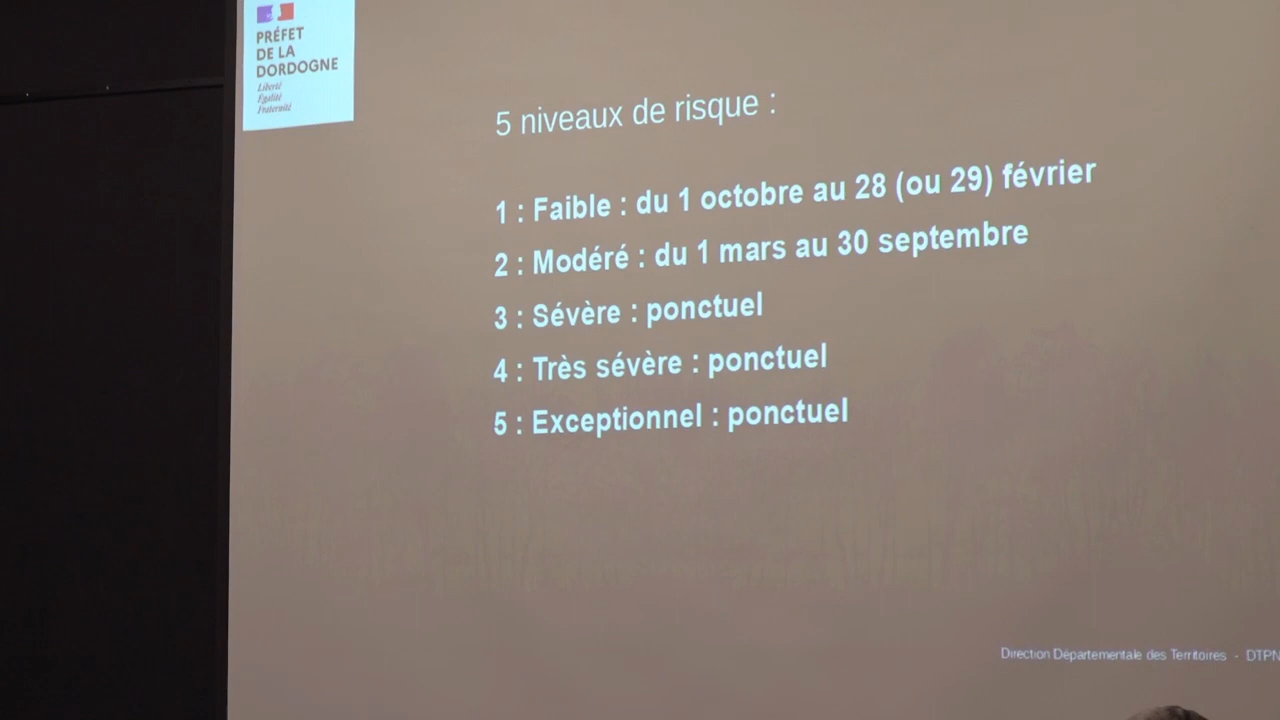 PRÉFET
DE LA
DORDOGNE
Liberté
Égalité
Fraternité
5 niveaux de risque :
1 : Faible : du 1 octobre au 28 (ou 29) février
2 : Modéré : du 1 mars au 30 septembre
3 : Sévère : ponctuel
4 : Très sévère : ponctuel
5 : Exceptionnel : ponctuel
Direction Départementale des Territoires - DTPN